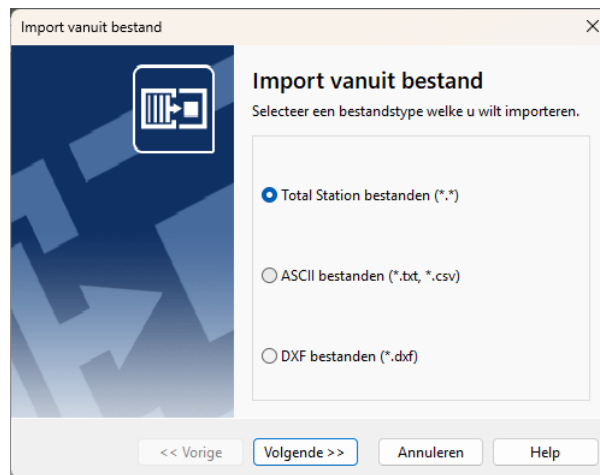 Import vanuit bestand
Import vanuit bestand
Selecteer een bestandstype welke u wilt importeren.
Total Station bestanden (*.*)
ASCII bestanden (*.txt, *.csv)
DXF bestanden (*.dxf)
<< Vorige
Volgende >>
Annuleren
Help